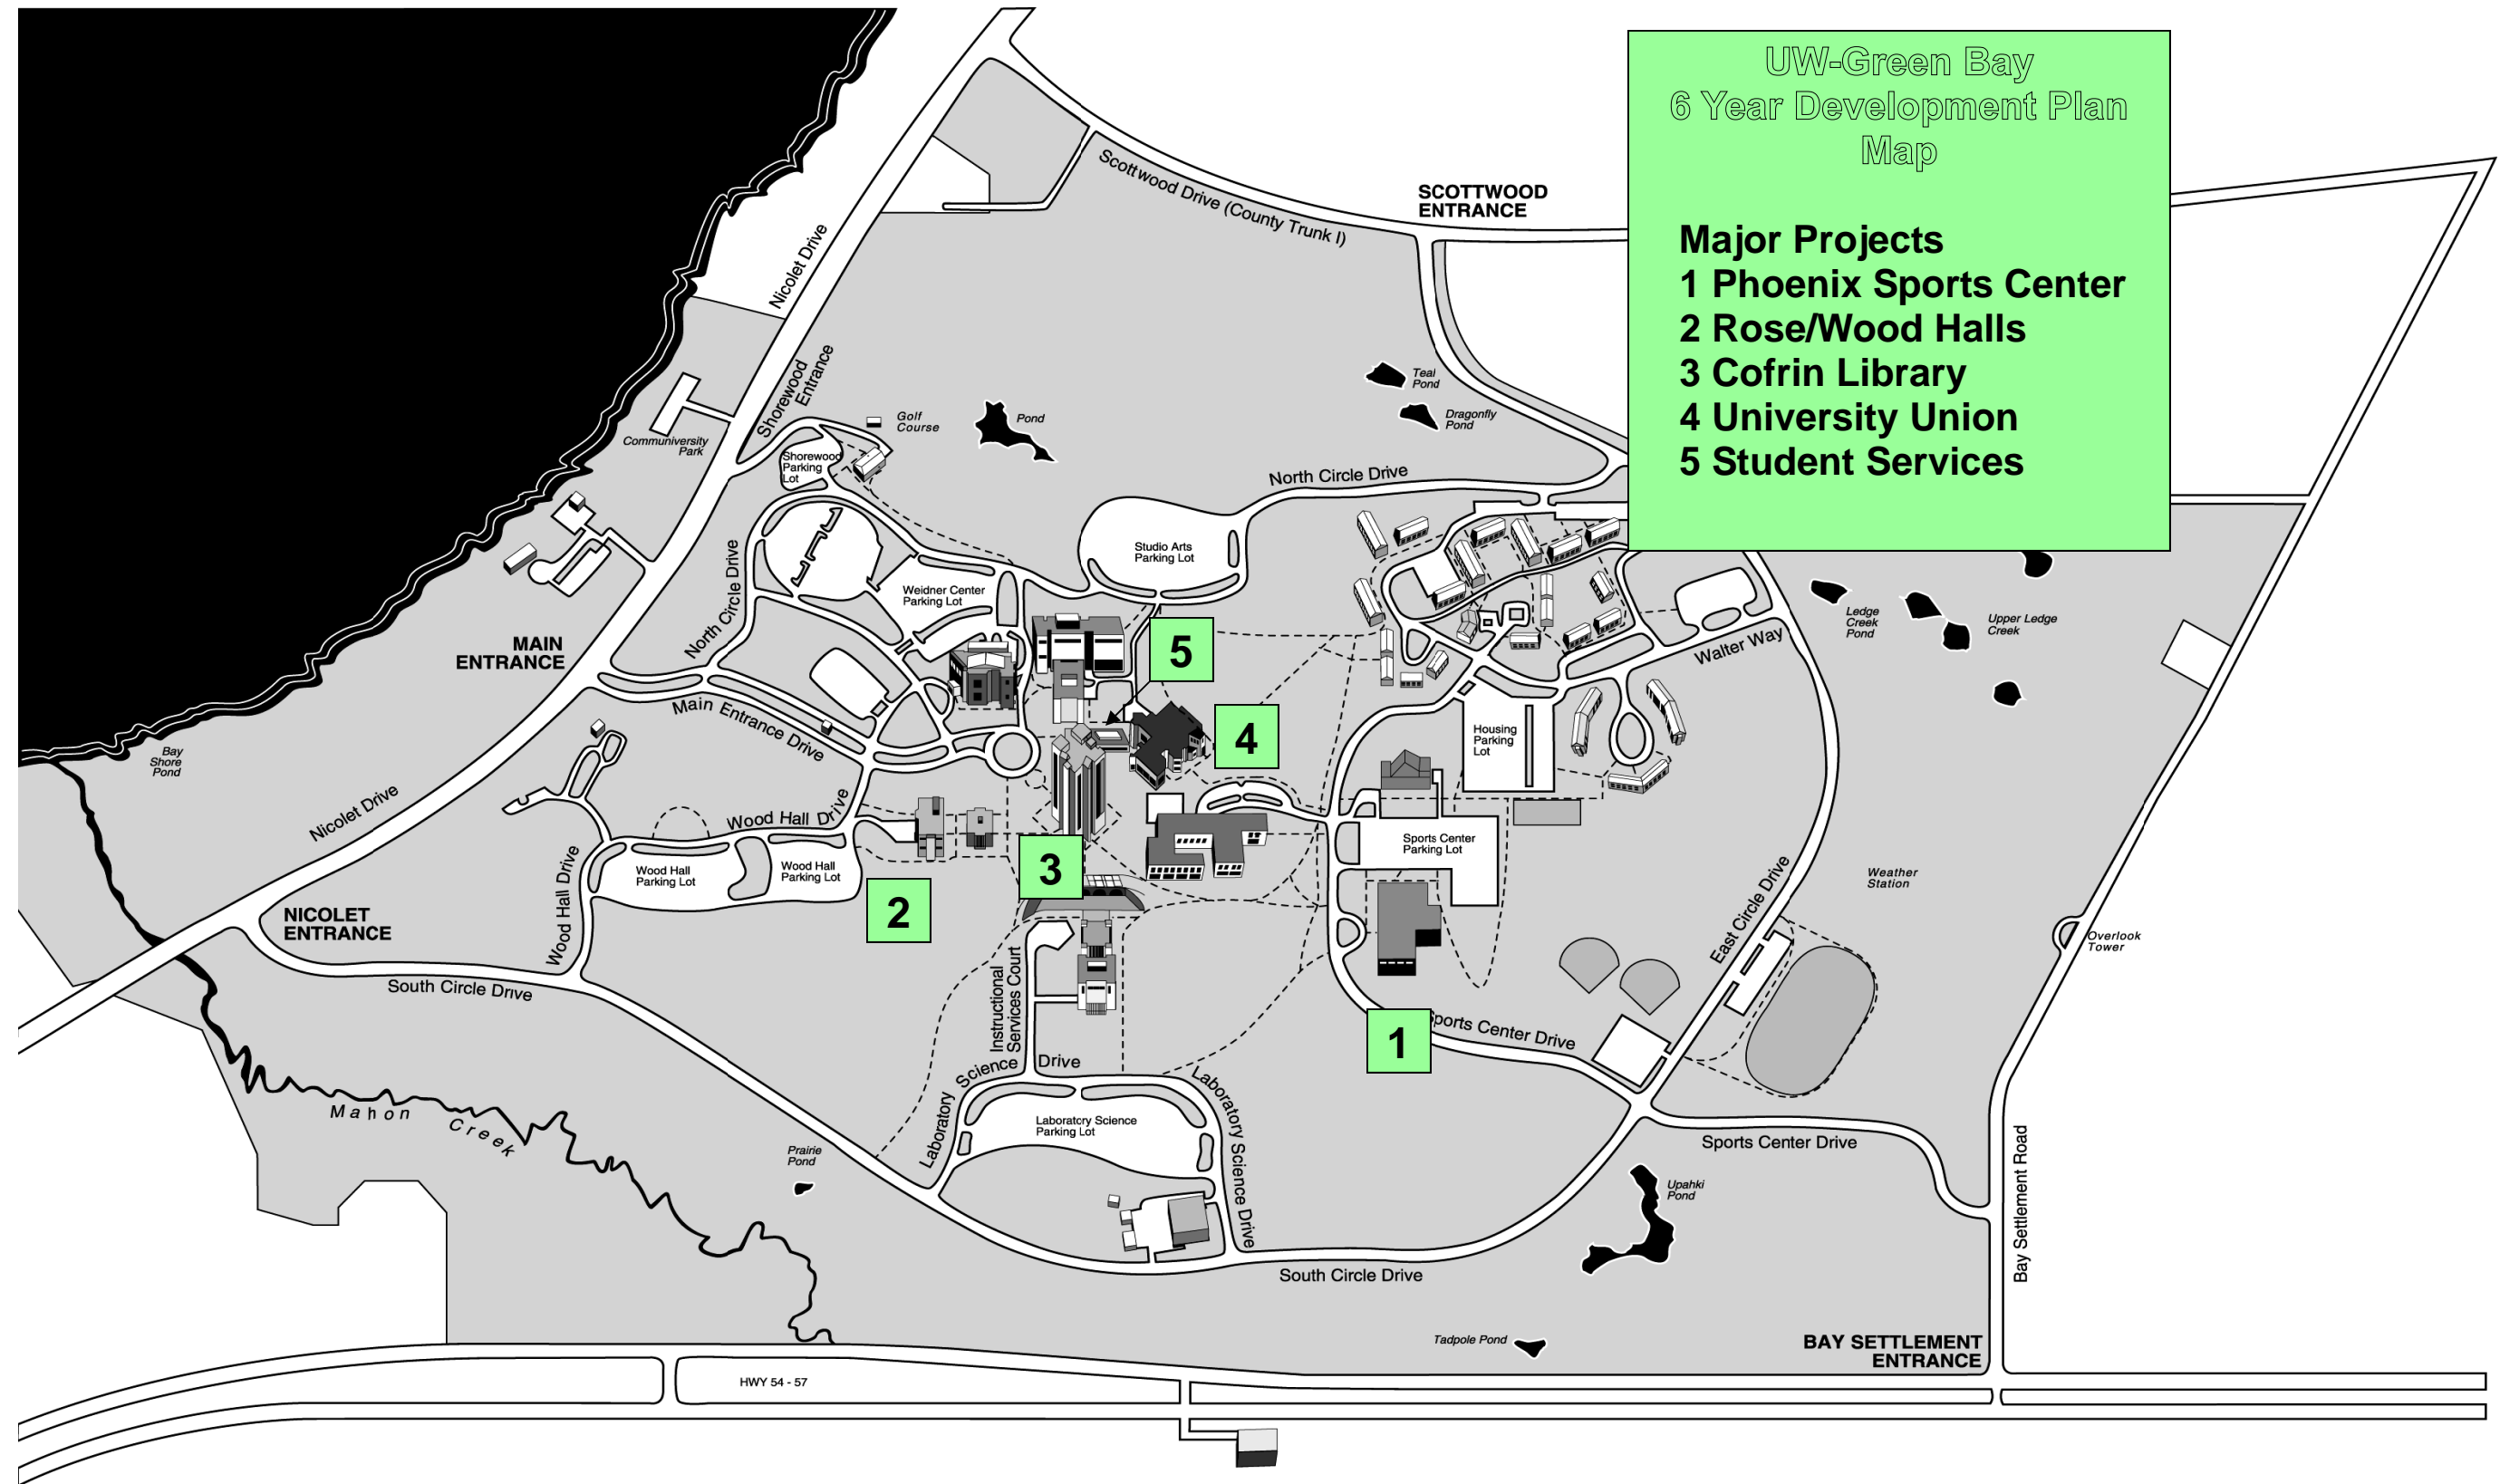 UW-Green Bay
6 Year Development Plan
Map
Major Projects
1 Phoenix Sports Center
2 Rose/Wood Halls
3 Cofrin Library
4 University Union
5 Student Services
Scottwood Drive (County Trunk I)
SCOTTWOOD
ENTRANCE
Nicolet Drive
Shorewood
Entrance
Teal
Pond
Dragonfly
Pond
Golf
Course
Pond
Communiversity
Park
Shorewood
Parking
Lot
North Circle Drive
Studio Arts
Parking Lot
North Circle Drive
Weidner Center
Parking Lot
Ledge
Creek
Pond
Upper Ledge
Creek
MAIN
ENTRANCE
5
Walter Way
Main Entrance Drive
4
Housing
Parking
Lot
Bay
Shore
Pond
Nicolet Drive
Wood Hall Drive
Sports Center
Parking Lot
Wood Hall
Parking Lot
Wood Hall
Parking Lot
3
Weather
Station
Wood Hall Drive
2
East Circle Drive
NICOLET
ENTRANCE
Overlook
Tower
South Circle Drive
Instructional
Services Court
1
ports Center Drive
Laboratory Science Drive
Laboratory Science Drive
Mahon Creek
Laboratory Science
Parking Lot
Sports Center Drive
Prairie
Pond
Upahki
Pond
Bay Settlement Road
South Circle Drive
Tadpole Pond
BAY SETTLEMENT
ENTRANCE
HWY 54 - 57